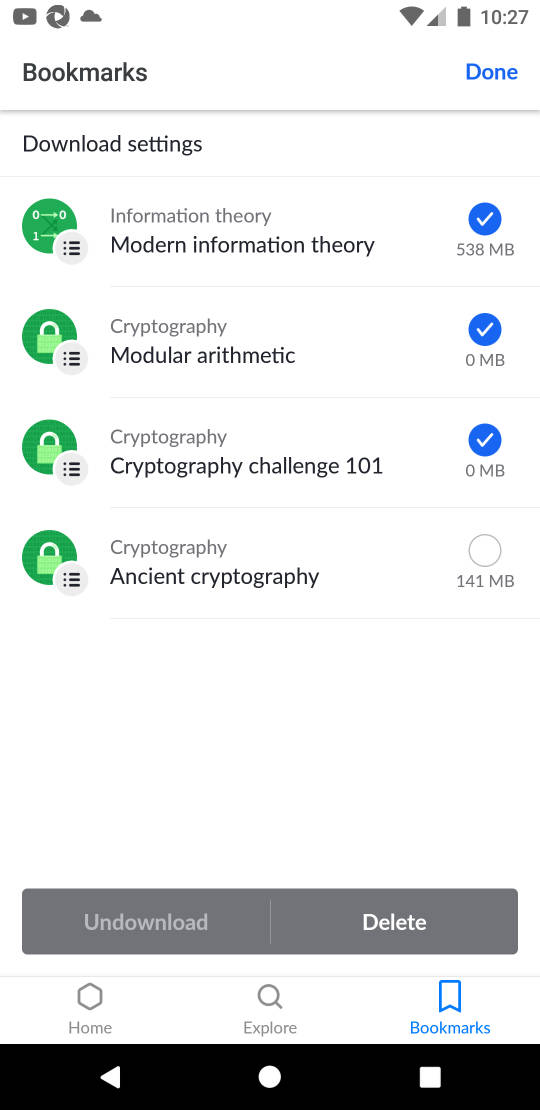 10:27
Bookmarks
Done
Download settings
0→0
1→
Information theory
Modern information theory
538 MB
Cryptography
Modular arithmetic
0 MB
Cryptography
Cryptography challenge 101
0 MB
Cryptography
Ancient cryptography
141 MB
Undownload
Delete
Home
Explore
Bookmarks